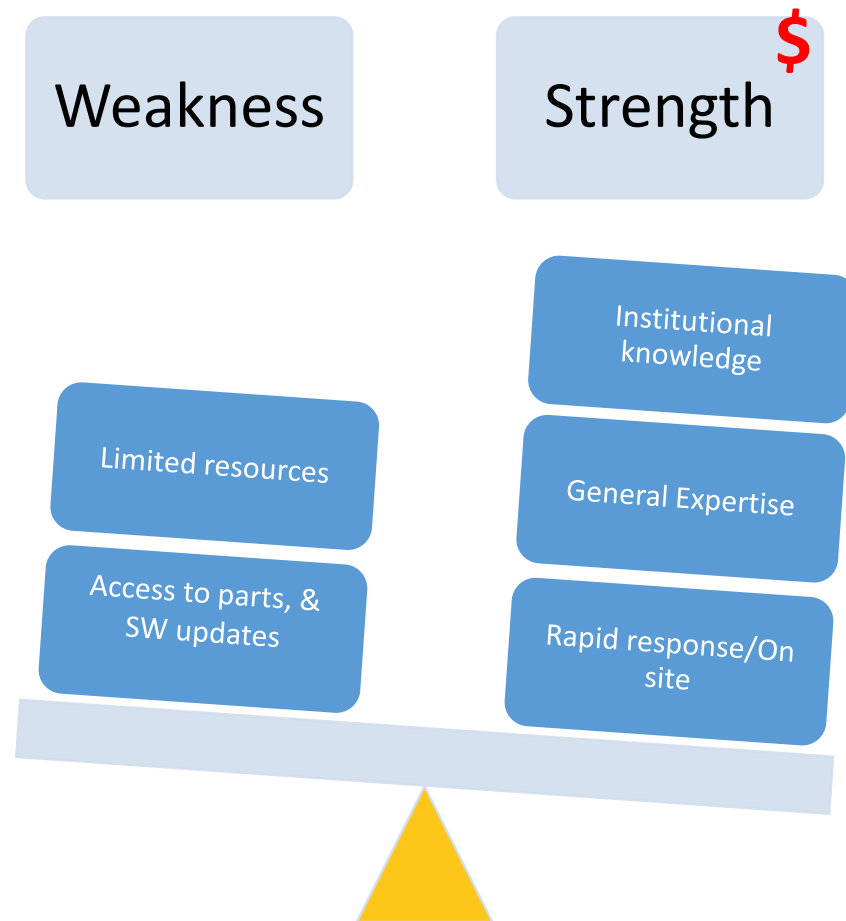 Weakness
Strength
$
Limited resources
Access to parts, &
SW updates
Institutional
knowledge
General Expertise
Rapid response/On
site